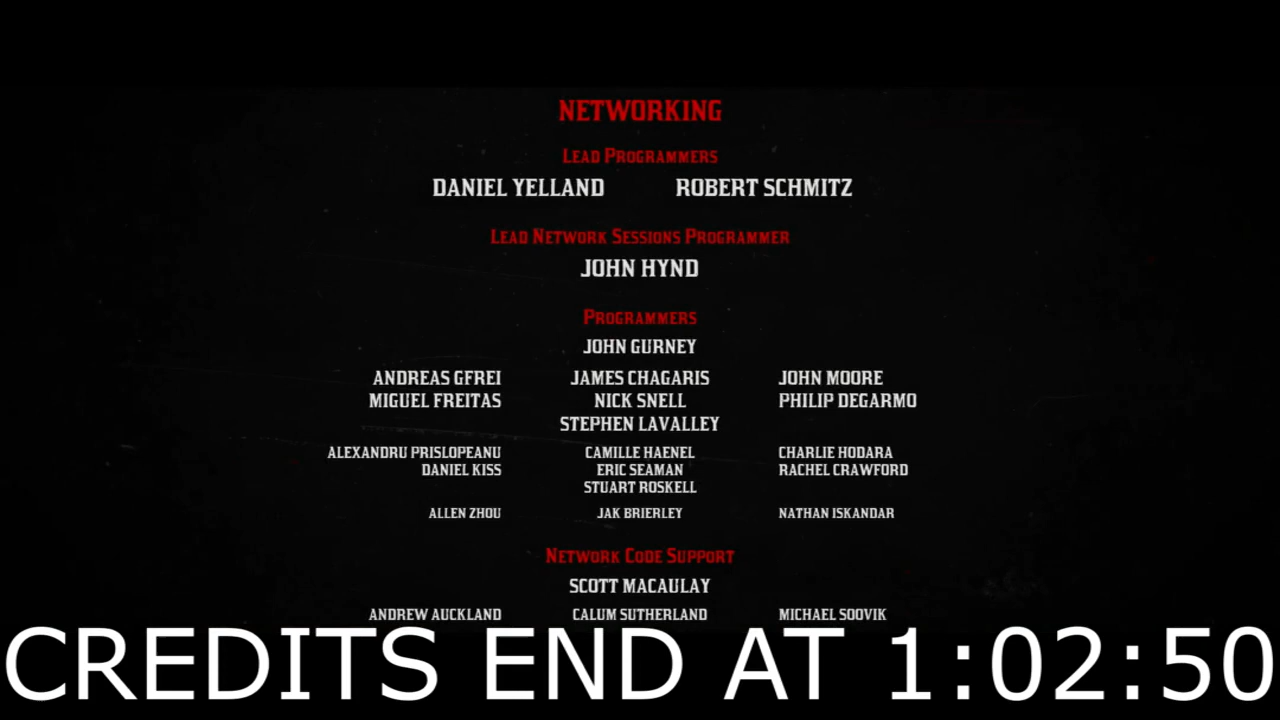 NETWORKING
LEAD PROGRAMMERS
DANIEL YELLAND ROBERT SCHMITZ
LEAD NETWORK SESSIONS PROGRAMMER
JOHN HYND
PROGRAMMERS
JOHN GURNEY
ANDREAS GFREI JAMES CHAGARIS JOHN MOORE
MIGUEL FREITAS NICK SNELL PHILIP DEGARMO
STEPHEN LAVALLEY
ALEXANDRU PRISLOPEANU CAMILLE HAENEL CHARLIE HODARA
DANIEL KISS ERIC SEAMAN RACHEL CRAWFORD
STUART ROSKELL
ALLEN ZHOU JAK BRIERLEY NATHAN ISKANDAR
NETWORK CODE SUPPORT
SCOTT MACAULAY
ANDREW AUCKLAND CALUM SUTHERLAND MICHAEL SOOVIK
CREDITS END AT 1:02:50